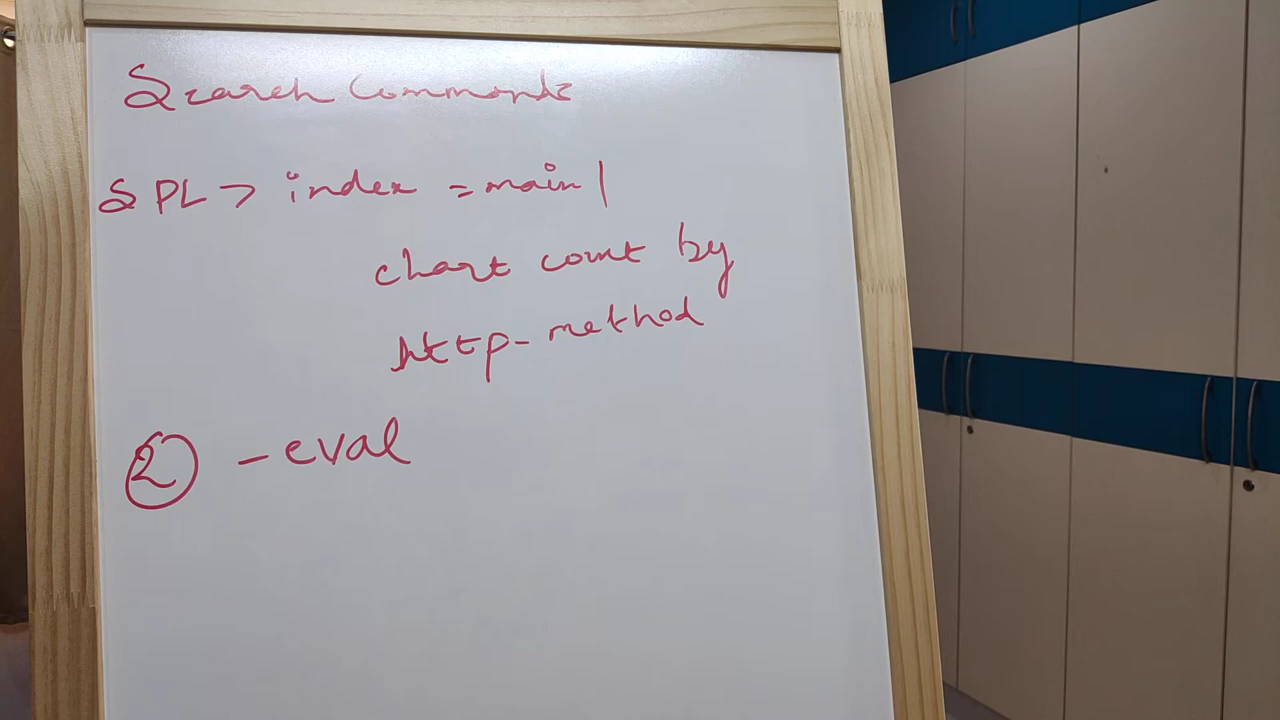 Search Commands
SPL > index = main |
chart count by
http-method
② - eval